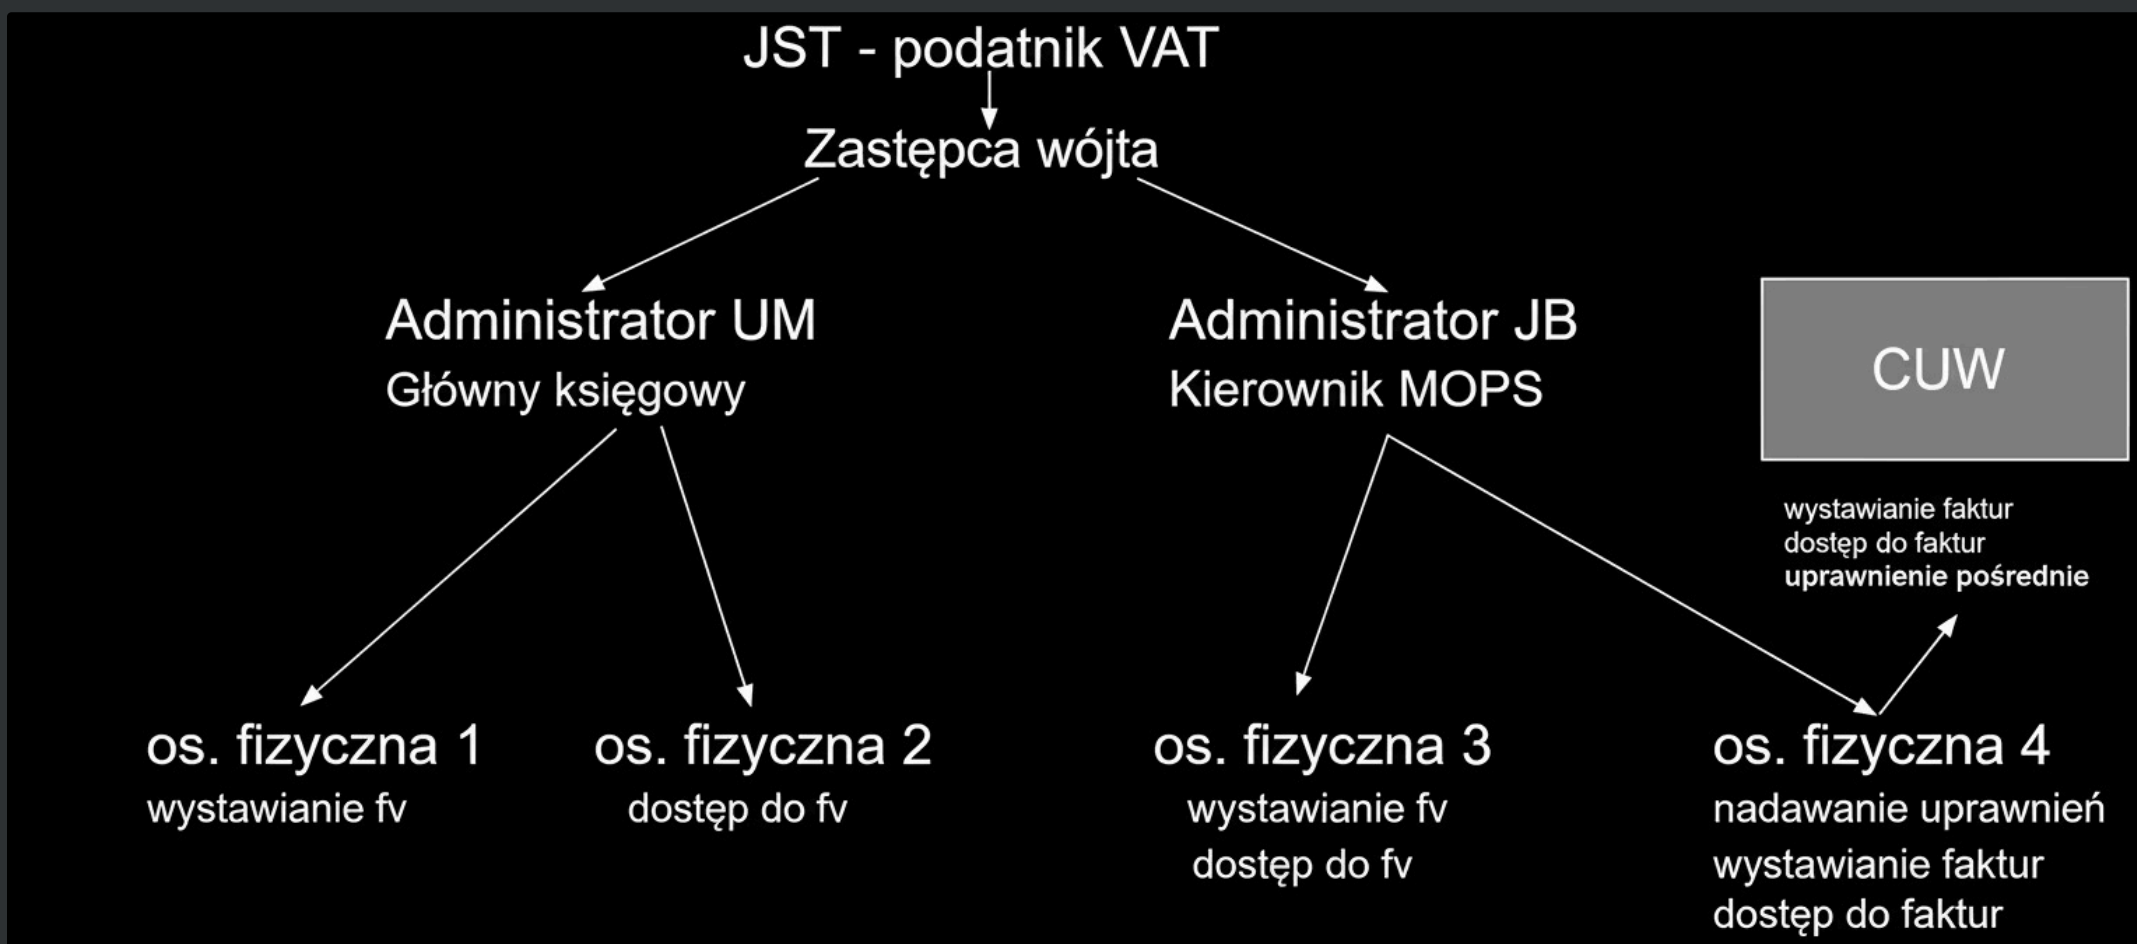 JST - podatnik VAT
Zastępca wójta
Administrator UM
Główny księgowy
Administrator JB
Kierownik MOPS
CUW
wystawianie faktur
dostęp do faktur
uprawnienie pośrednie
os. fizyczna 1
wystawianie fv
os. fizyczna 2
dostęp do fv
os. fizyczna 3
wystawianie fv
dostęp do fv
os. fizyczna 4
nadawanie uprawnień
wystawianie faktur
dostęp do faktur